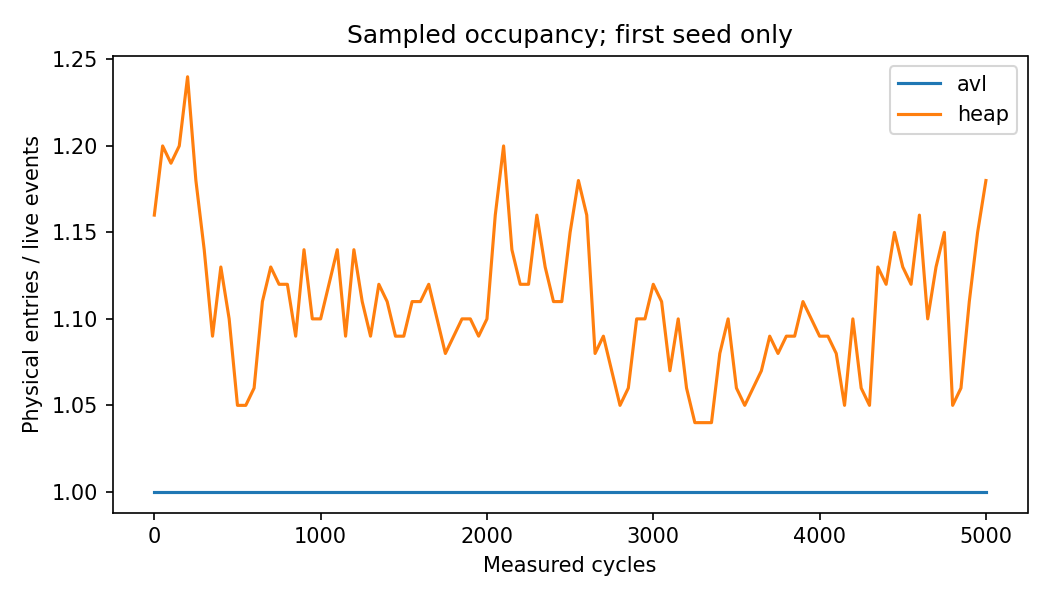 Sampled occupancy; first seed only
Physical entries / live events
1.25
1.20
1.15
1.10
1.05
1.00
avl
heap
0
1000
2000
3000
4000
5000
Measured cycles